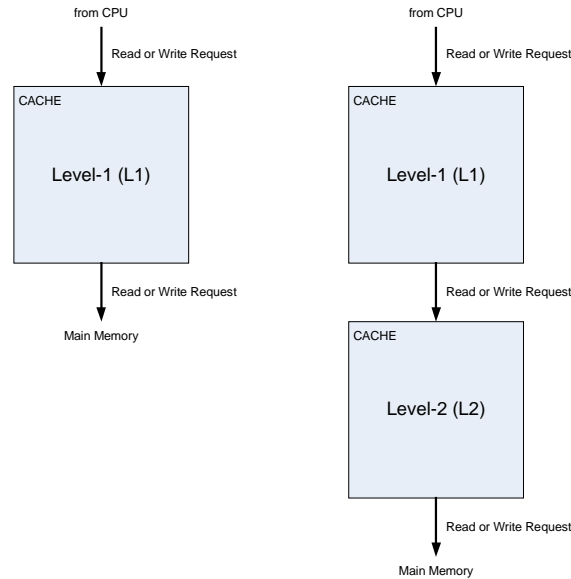 from CPU
Read or Write Request
CACHE
Level-1 (L1)
Read or Write Request
Main Memory
from CPU
Read or Write Request
CACHE
Level-1 (L1)
Read or Write Request
CACHE
Level-2 (L2)
Read or Write Request
Main Memory